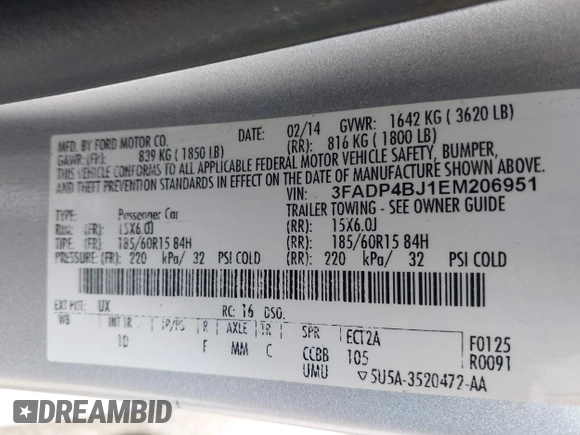 MFD. BY FORD MOTOR CO.
02/14 GVWR: 1642 KG ( 3620 LB)
GAWR: (FR): 839 KG ( 1850 LB) (RR): 816 KG ( 1800 LB)
THIS VEHICLE CONFORMS TO ALL APPLICABLE FEDERAL MOTOR VEHICLE SAFETY, BUMPER,
AND THEFT PREVENTION STANDARDS IN EFFECT ON THE DATE OF MANUFACTURE SHOWN ABOVE.
VIN: 3FADP4BJ1EM206951
TYPE: Passenger Car TRAILER TOWING - SEE OWNER GUIDE
RIM: (FR): 15X6.0J (RR): 15X6.0J
TIRE: (FR): 185/60R15 84H (RR): 185/60R15 84H
PRESSURE: (FR): 220 kPa/ 32 PSI COLD (RR): 220 kPa/ 32 PSI COLD
EXT PNT: UX RC: 16 DSO:
WB INT TR TP/PS R AXLE TR SPR ECT2A F0125
10 F MM C CCBB 105 R0091
UMU ▽5U5A-3520472-AA
DREAMBID